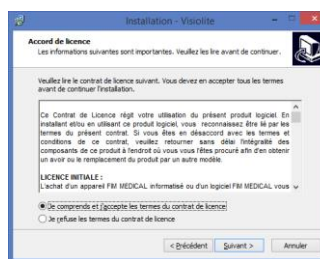 Installation - Visiolite
Accord de licence
Les informations suivantes sont importantes. Veuillez les lire avant de continuer.
Veuillez lire le contrat de licence suivant. Vous devez en accepter tous les termes
avant de continuer l'installation.
Ce Contrat de Licence régit votre utilisation du présent produit logiciel En
installant et/ou en utilisant ce produit logiciel, vous reconnaissez être lié par les
termes du présent contrat. Si vous êtes en désaccord avec les termes et
conditions de ce contrat, veuillez retourner sans délai l'intégralité des
composants de ce produit à l'endroit où vous vous l'êtes procuré afin d'en obtenir
un avoir ou le remplacement du produit par un autre modèle.
LICENCE INITIALE :
L'achat d'un appareil FIM MEDICAL informatisé ou d'un logiciel FIM MEDICAL vous
Je comprends et j'accepte les termes du contrat de licence
Je refuse les termes du contrat de licence
< Précédent
Suivant >
Annuler